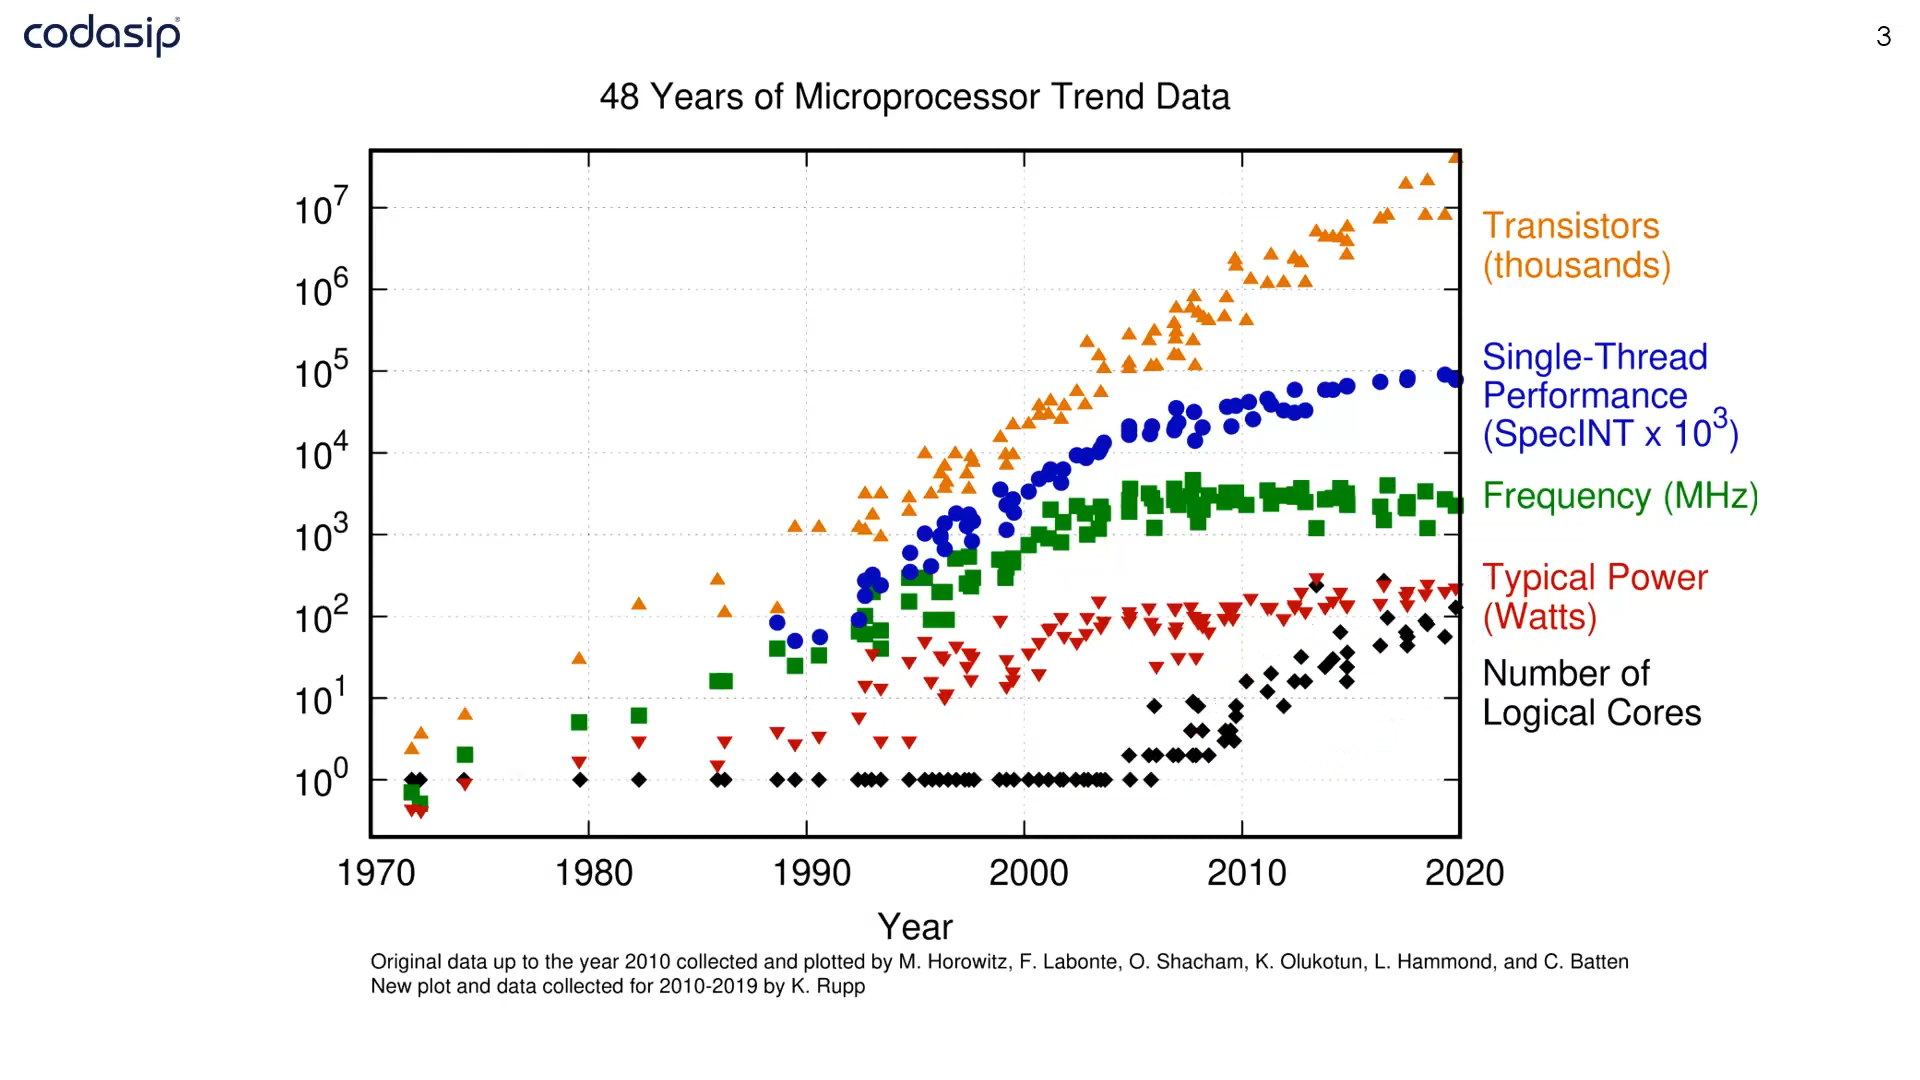 codasip
3
48 Years of Microprocessor Trend Data
10^7
10^6
10^5
10^4
10^3
10^2
10^1
10^0
Transistors
(thousands)
Single-Thread
Performance
(SpecINT x 10^3)
Frequency (MHz)
Typical Power
(Watts)
Number of
Logical Cores
1970 1980 1990 2000 2010 2020
Year
Original data up to the year 2010 collected and plotted by M. Horowitz, F. Labonte, O. Shacham, K. Olukotun, L. Hammond, and C. Batten
New plot and data collected for 2010-2019 by K. Rupp